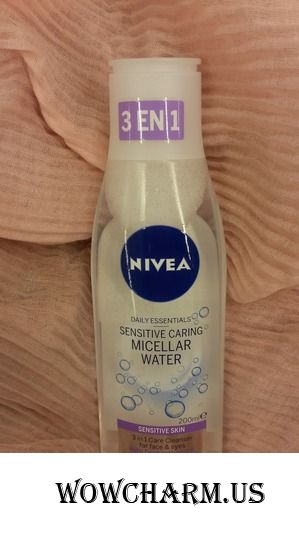 3 EN 1
NIVEA
DAILY ESSENTIALS
SENSITIVE CARING
MICELLAR
WATER
200ml e
SENSITIVE SKIN
3 in 1 Care Cleanser
for face & eyes
WOWCHARM.US